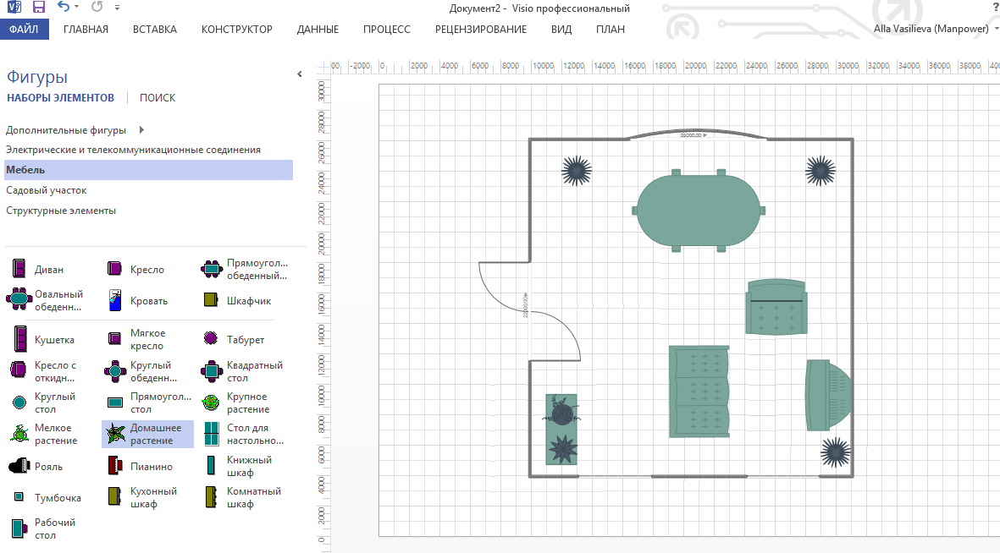 Документ2 - Visio профессиональный
?
ФАЙЛ ГЛАВНАЯ ВСТАВКА КОНСТРУКТОР ДАННЫЕ ПРОЦЕСС РЕЦЕНЗИРОВАНИЕ ВИД ПЛАН
Alla Vasilieva (Manpower)
Фигуры
НАБОРЫ ЭЛЕМЕНТОВ ПОИСК
Дополнительные фигуры
Электрические и телекоммуникационные соединения
Мебель
Садовый участок
Структурные элементы
Диван Кресло Прямоугол...
обеденный...
Овальный
обеденн... Кровать Шкафчик
Кушетка Мягкое
кресло Табурет
Кресло с
откидн... Круглый
обеденн... Квадратный
стол
Круглый
стол Прямоугол...
стол Крупное
растение
Мелкое
растение Домашнее
растение Стол для
настольно...
Рояль Пианино Книжный
шкаф
Тумбочка Кухонный
шкаф Комнатный
шкаф
Рабочий
стол
00 -2000 0 2000 4000 6000 8000 10000 12000 14000 16000 18000 20000 22000 24000 26000 28000 30000 32000 34000 36000 38000 400
30000
28000
26000
24000
22000
20000
18000
16000
14000
12000
10000
8000
6000
4000
2000
0